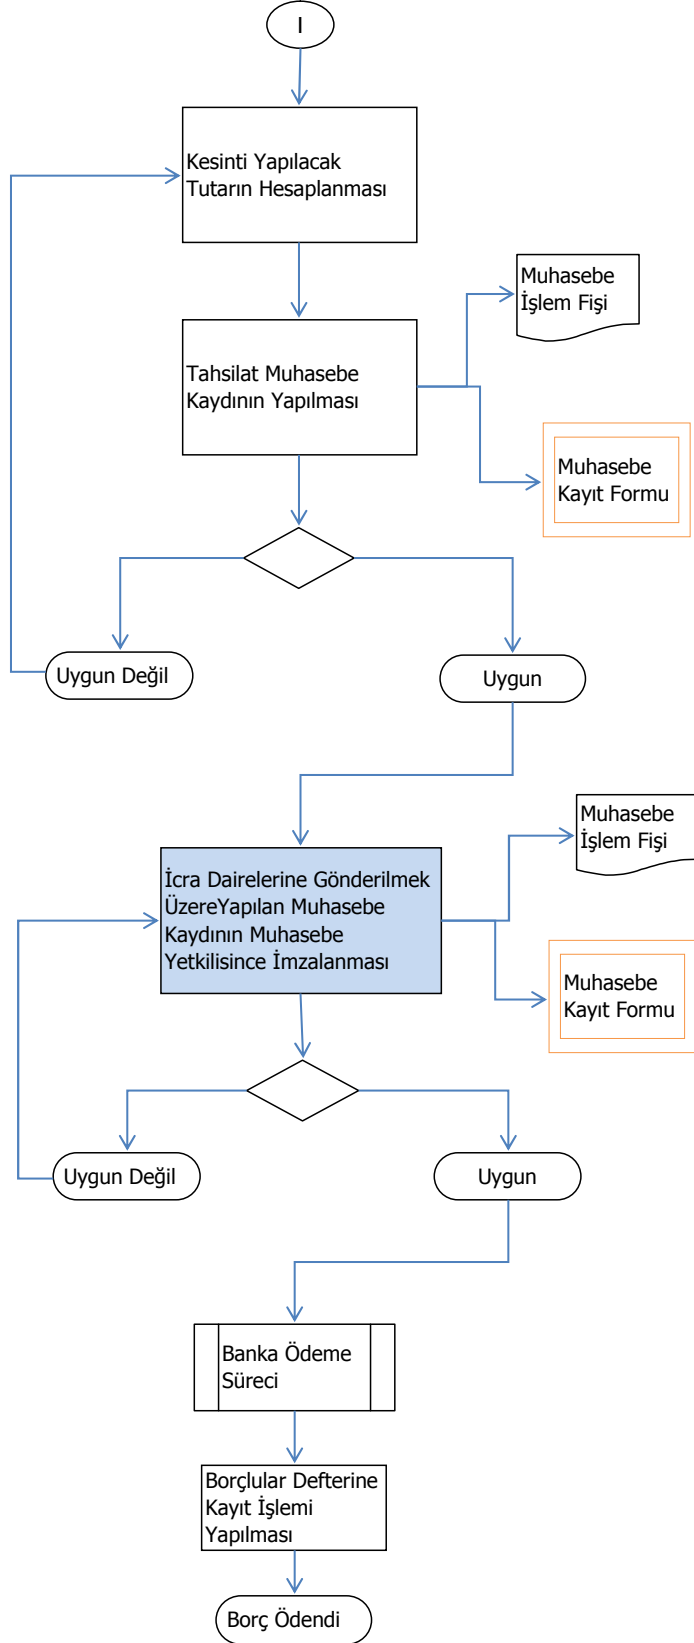 I
Kesinti Yapılacak
Tutarın Hesaplanması
Muhasebe
İşlem Fişi
Tahsilat Muhasebe
Kaydının Yapılması
Muhasebe
Kayıt Formu
Uygun Değil
Uygun
Muhasebe
İşlem Fişi
İcra Dairelerine Gönderilmek
ÜzereYapılan Muhasebe
Kaydının Muhasebe
Yetkilisince İmzalanması
Muhasebe
Kayıt Formu
Uygun Değil
Uygun
Banka Ödeme
Süreci
Borçlular Defterine
Kayıt İşlemi
Yapılması
Borç Ödendi